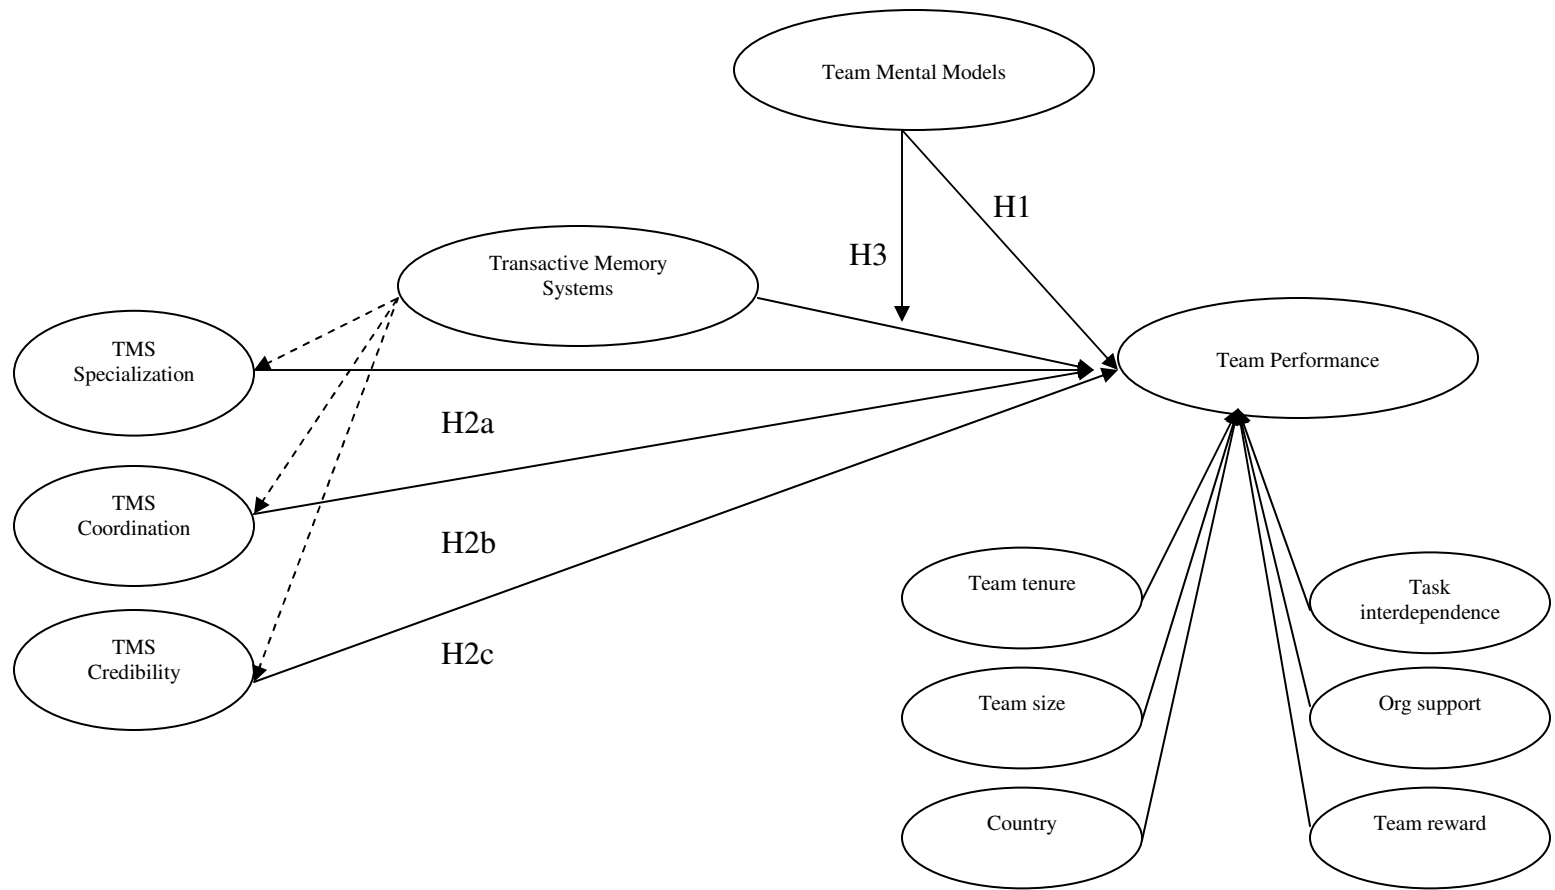 Team Mental Models
H1
H3
Transactive Memory
Systems
TMS
Specialization
Team Performance
H2a
TMS
Coordination
H2b
TMS
Credibility
H2c
Team tenure
Task
interdependence
Team size
Org support
Country
Team reward